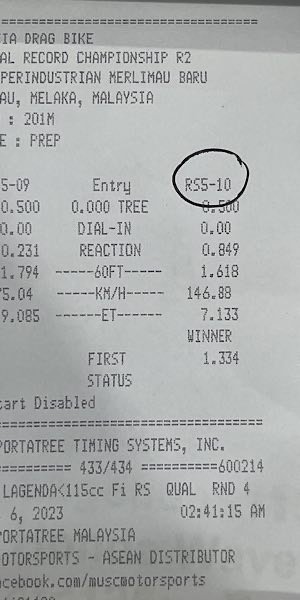 ================================
IA DRAG BIKE
AL RECORD CHAMPIONSHIP R2
PERINDUSTRIAN MERLIMAU BARU
AU, MELAKA, MALAYSIA
: 201M
E : PREP
5-09 Entry RS5-10
0.500 0.000 TREE 0.500
0.00 DIAL-IN 0.00
0.231 REACTION 0.849
1.794 -----60FT----- 1.618
75.04 -----KM/H----- 146.88
9.085 ------ET------ 7.133
WINNER
FIRST 1.334
STATUS
tart Disabled
================================
PORTATREE TIMING SYSTEMS, INC.
========== 433/434 ==========600214
LAGENDA<115cc Fi RS QUAL RND 4
6, 2023 02:41:15 AM
PORTATREE MALAYSIA
MOTORSPORTS - ASEAN DISTRIBUTOR
acebook.com/muscmotorsports